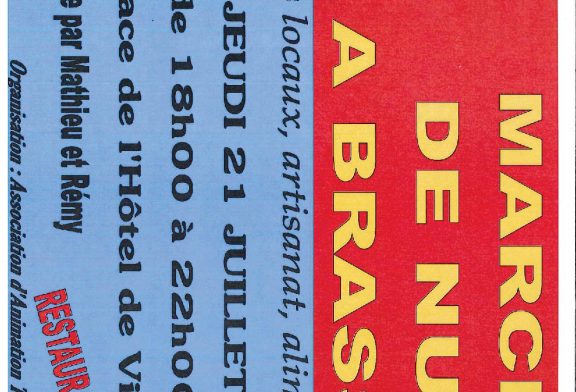 MARC
DE NU
A BRAS-
s locaux, artisanat, alim
JEUDI 21 JUILLET
de 18h00 à 22h00
ace de l'Hôtel de Vi
e par Mathieu et Rémy
RESTAUR
Organisation : Association d'Animation